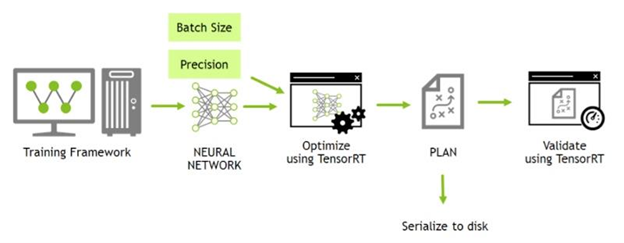 Batch Size
Precision
Training Framework
NEURAL
NETWORK
Optimize
using TensorRT
PLAN
Validate
using TensorRT
Serialize to disk